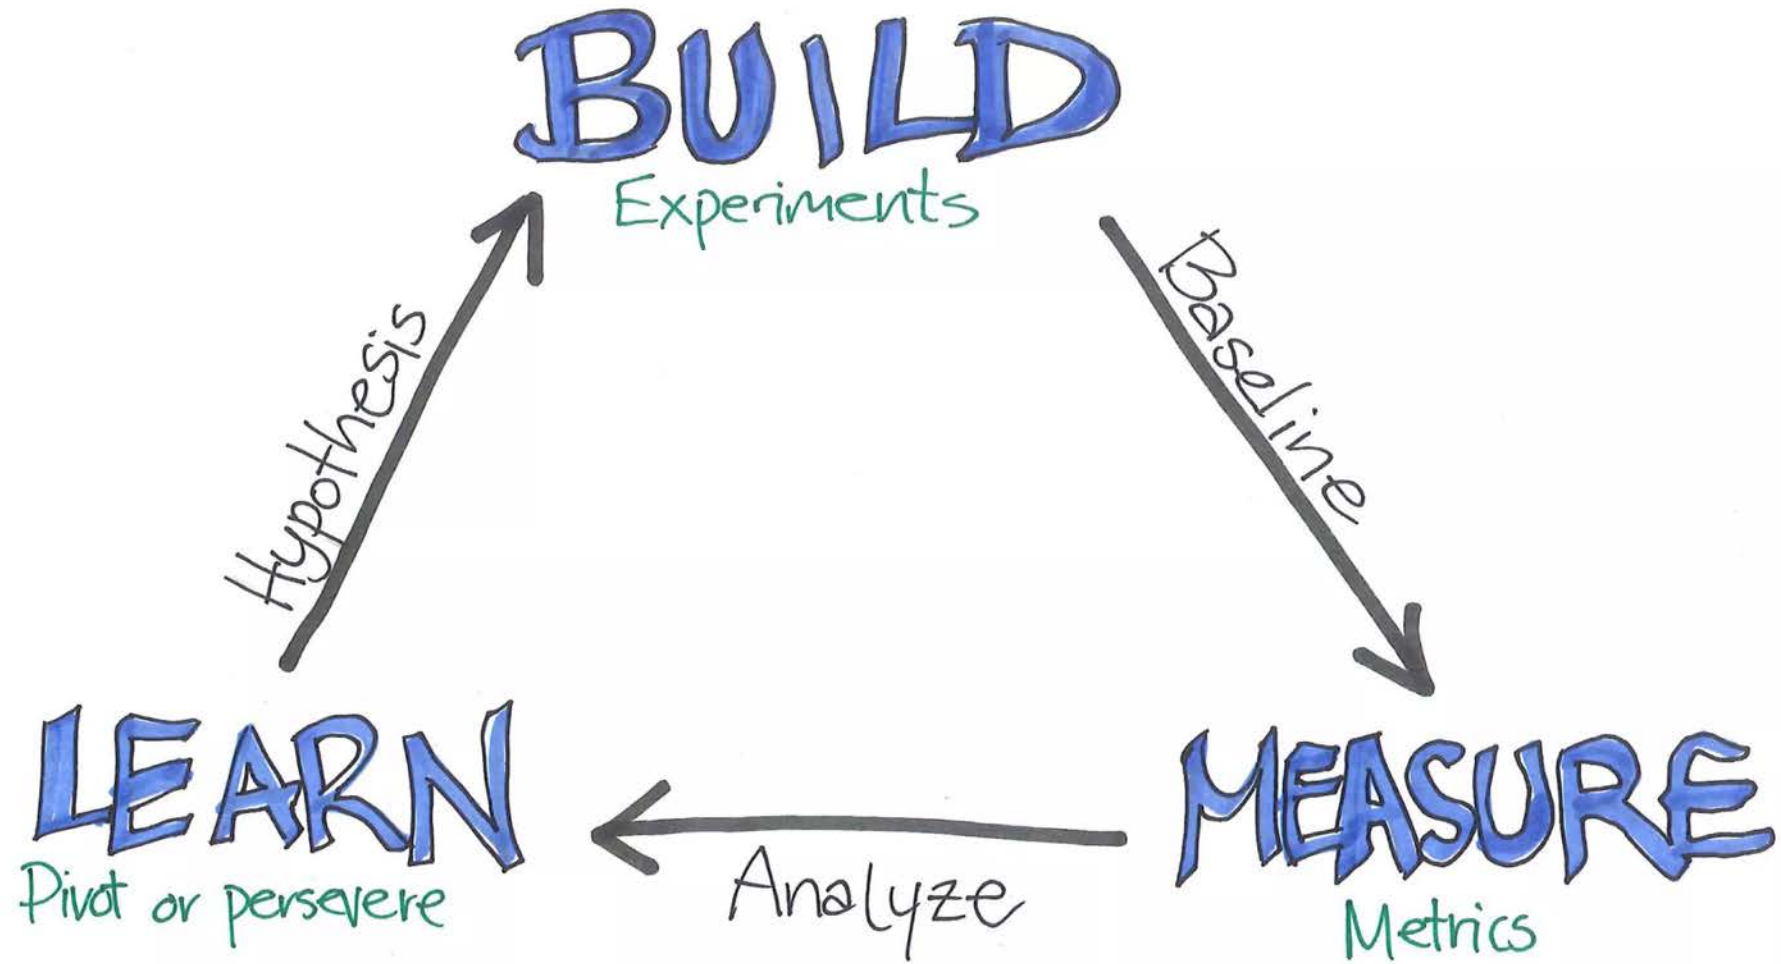 BUILD
Experiments
Hypothesis
Baseline
LEARN
Pivot or persevere
Analyze
MEASURE
Metrics